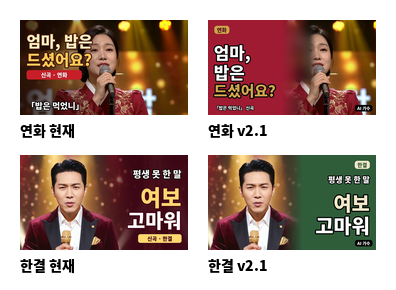 엄마, 밥은
드셨어요?
신곡 · 연화
「밥은 먹었니」
연화 현재
연화
엄마,
밥은
드셨어요?
「밥은 먹었니」 신곡
AI 가수
연화 v2.1
평생 못 한 말
여보
고마워
신곡 · 한결
한결 현재
한결
평생 못 한 말
여보
고마워
AI 가수
한결 v2.1